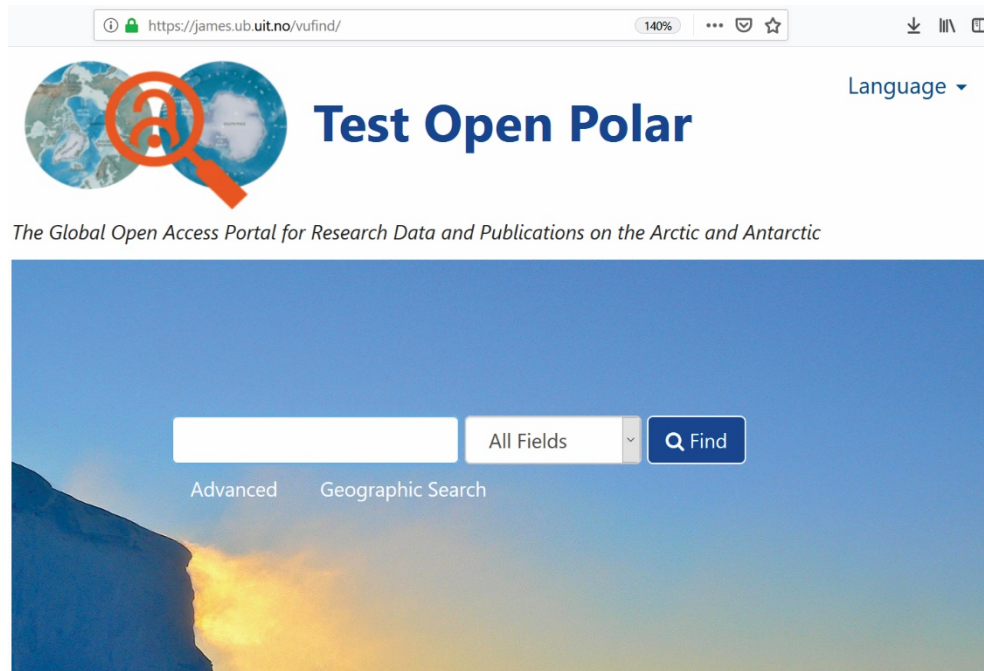 https://james.ub.uit.no/vufind/ 140%
Language
Test Open Polar
The Global Open Access Portal for Research Data and Publications on the Arctic and Antarctic
All Fields Find
Advanced Geographic Search